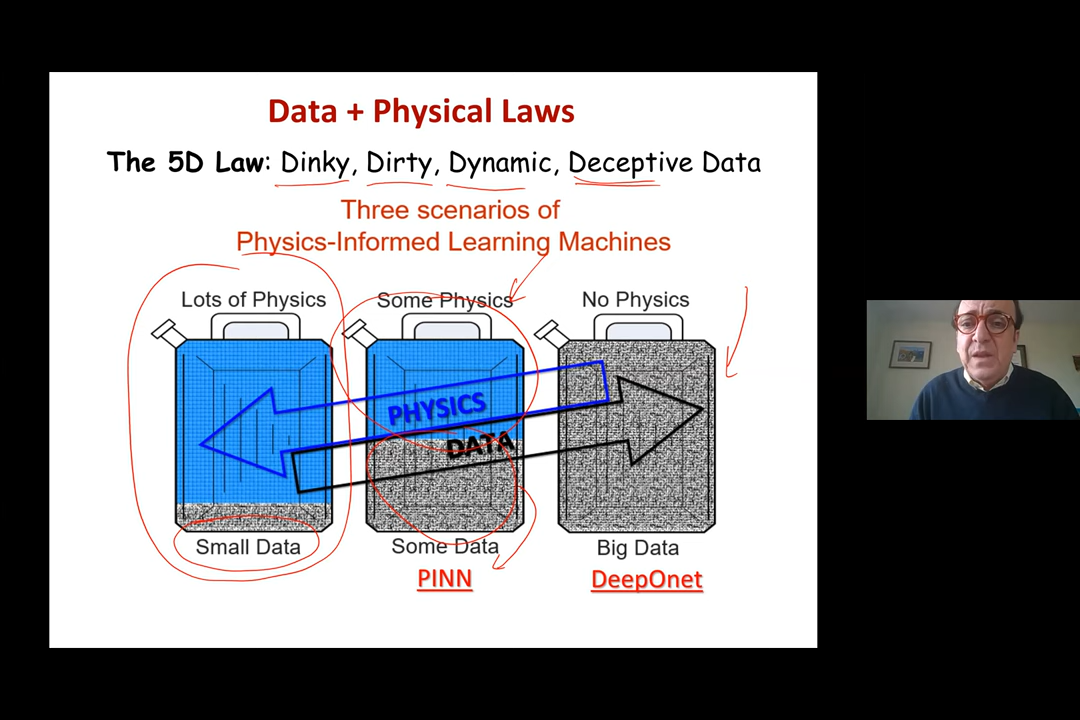 Data + Physical Laws
The 5D Law: Dinky, Dirty, Dynamic, Deceptive Data
Three scenarios of
Physics-Informed Learning Machines
Lots of Physics
Some Physics
No Physics
PHYSICS
DATA
Small Data
Some Data
Big Data
PINN
DeepOnet